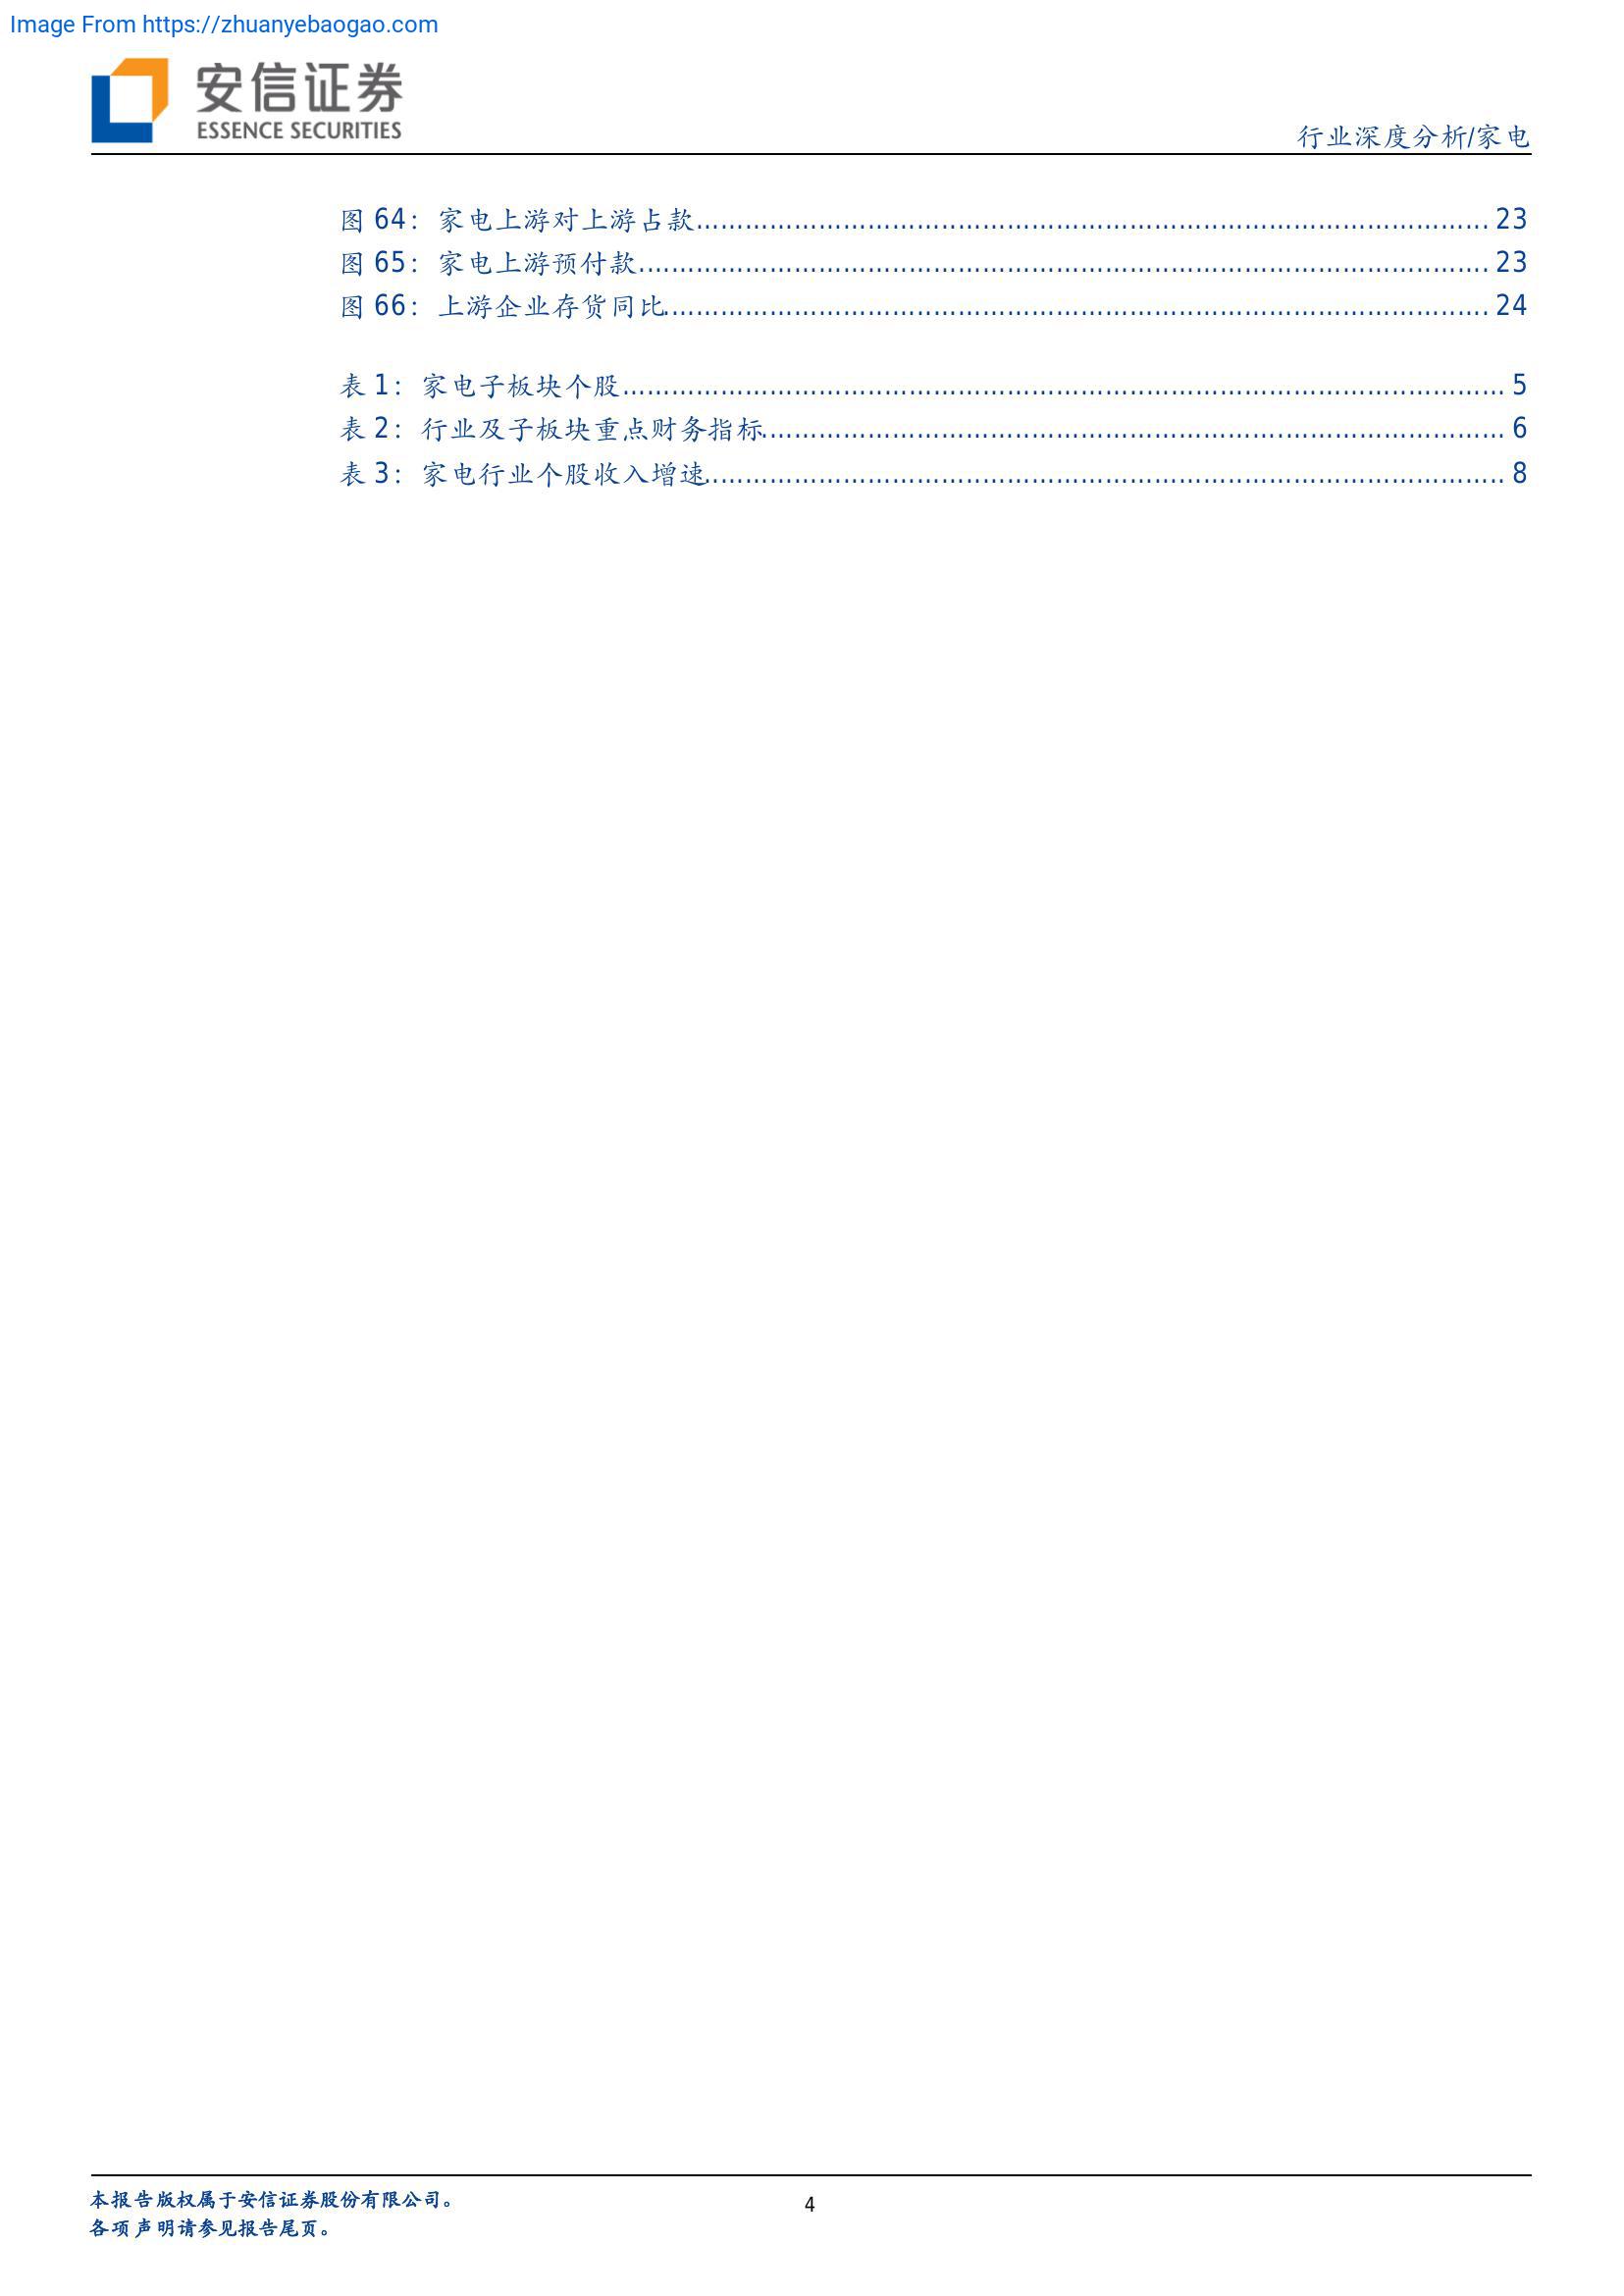 Image From https://zhuanyebaogao.com
安信证券
ESSENCE SECURITIES
行业深度分析/家电
图 64：家电上游对上游占款........................................................................................................ 23
图 65：家电上游预付款................................................................................................................ 23
图 66：上游企业存货同比............................................................................................................ 24
表 1：家电子板块个股.................................................................................................................... 5
表 2：行业及子板块重点财务指标................................................................................................ 6
表 3：家电行业个股收入增速........................................................................................................ 8
本报告版权属于安信证券股份有限公司。
4
各项声明请参见报告尾页。